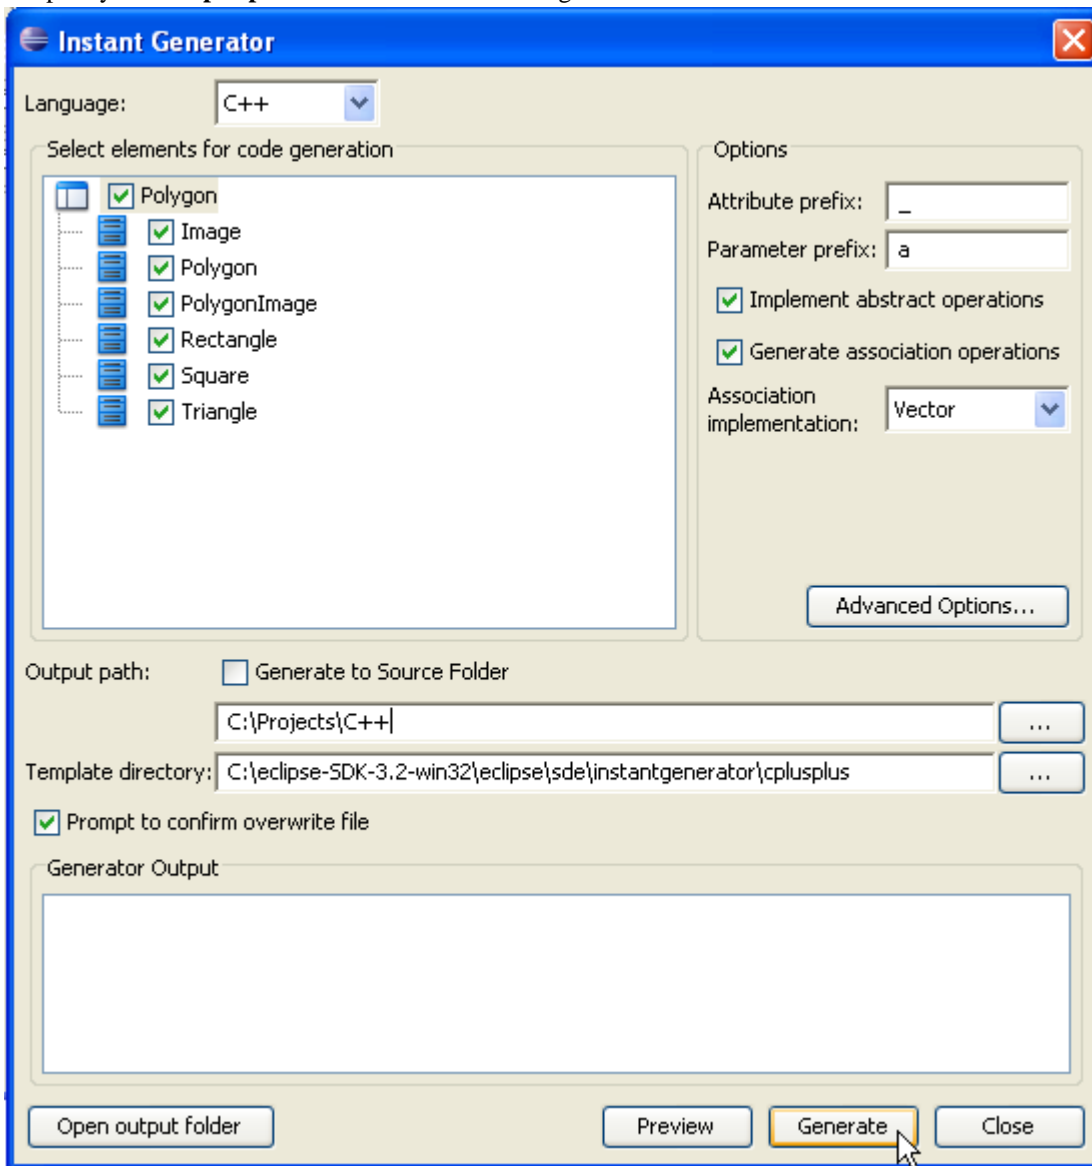 Instant Generator
Language: C++
Select elements for code generation
Polygon
Image
Polygon
PolygonImage
Rectangle
Square
Triangle
Options
Attribute prefix: _
Parameter prefix: a
Implement abstract operations
Generate association operations
Association
implementation: Vector
Advanced Options...
Output path: Generate to Source Folder
C:\Projects\C++ ...
Template directory: C:\eclipse-SDK-3.2-win32\eclipse\sde\instantgenerator\cplusplus ...
Prompt to confirm overwrite file
Generator Output
Open output folder Preview Generate Close